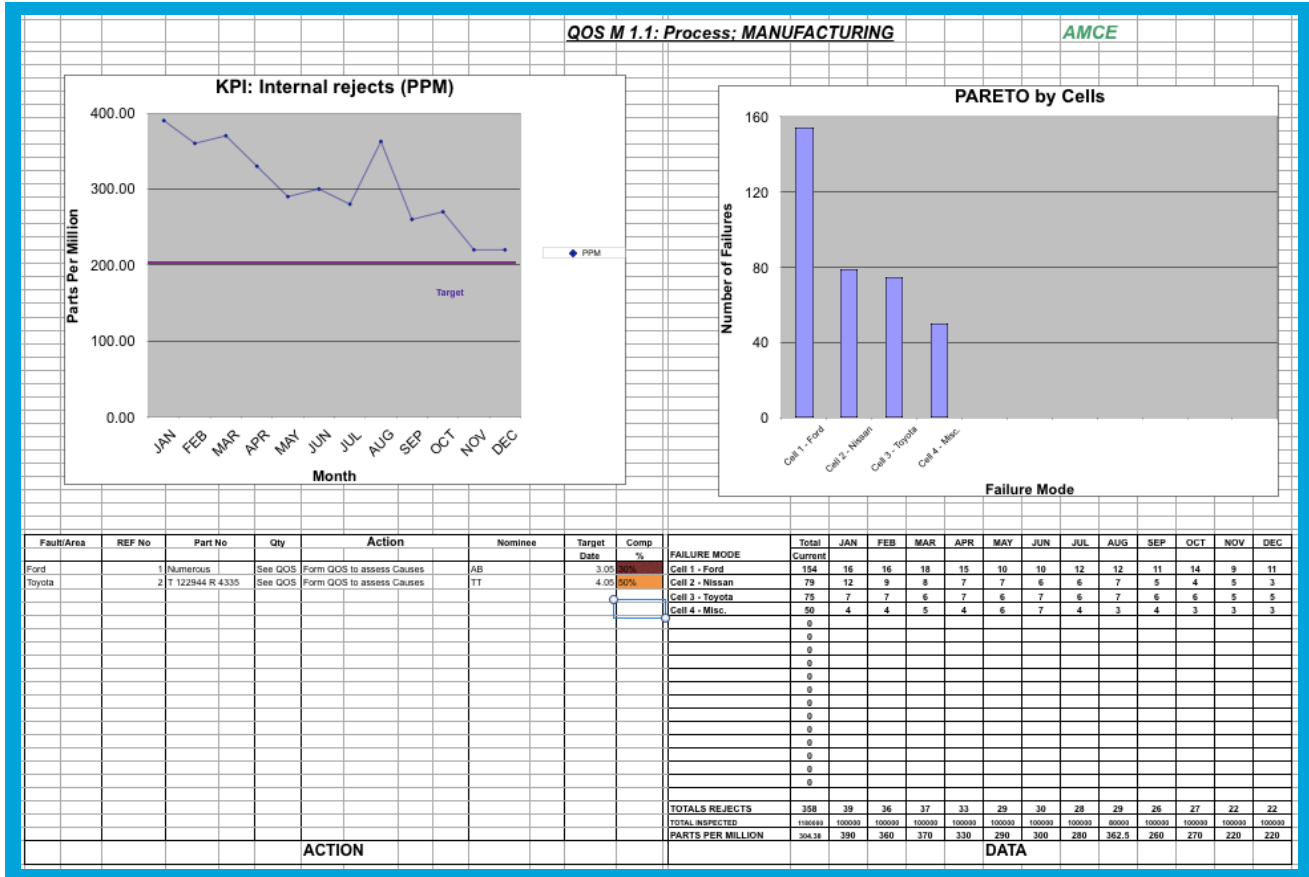 QOS M 1.1: Process; MANUFACTURING AMCE
KPI: Internal rejects (PPM)
400.00
300.00
200.00
100.00
0.00
Parts Per Million
PPM
Target
JAN FEB MAR APR MAY JUN JUL AUG SEP OCT NOV DEC
Month
PARETO by Cells
160
120
80
40
0
Number of Failures
Cell 1 - Ford Cell 2 - Nissan Cell 3 - Toyota Cell 4 - Misc.
Failure Mode
Fault/Area REF No Part No Qty Action Nominee Target Comp
Date %
Ford 1 Numerous See QOS Form QOS to assess Causes AB 3.05 30%
Toyota 2 T 122944 R 4335 See QOS Form QOS to assess Causes TT 4.05 50%
ACTION
Total JAN FEB MAR APR MAY JUN JUL AUG SEP OCT NOV DEC
FAILURE MODE Current
Cell 1 - Ford 154 16 16 18 15 10 10 12 12 11 14 9 11
Cell 2 - Nissan 79 12 9 8 7 7 6 6 7 5 4 5 3
Cell 3 - Toyota 75 7 7 6 7 6 7 6 7 6 6 5 5
Cell 4 - Misc. 50 4 4 5 4 6 7 4 3 4 3 3 3
0
0
0
0
0
0
0
0
0
0
0
0
0
TOTALS REJECTS 358 39 36 37 33 29 30 28 29 26 27 22 22
TOTAL INSPECTED 100000 100000 100000 100000 100000 100000 100000 80000 100000 100000 100000 100000
PARTS PER MILLION 304.38 390 360 370 330 290 300 280 362.5 260 270 220 220
DATA